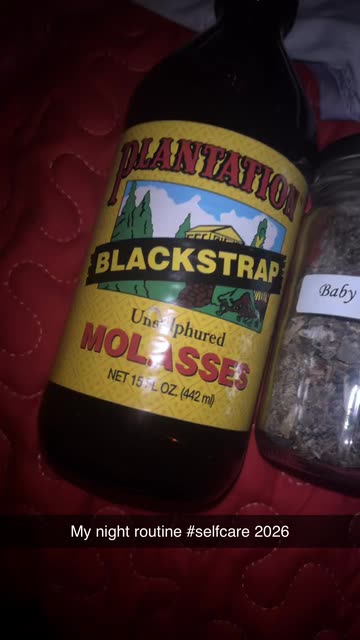 PLANTATION
BLACKSTRAP
Unsulphured
MOLASSES
NET 15 FL OZ. (442 ml)
Baby
My night routine #selfcare 2026